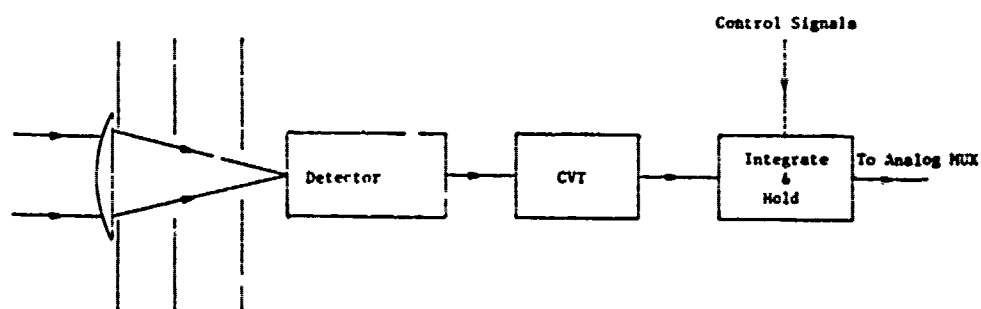 Control Signals
Detector
CVT
Integrate
&
Hold
To Analog MUX